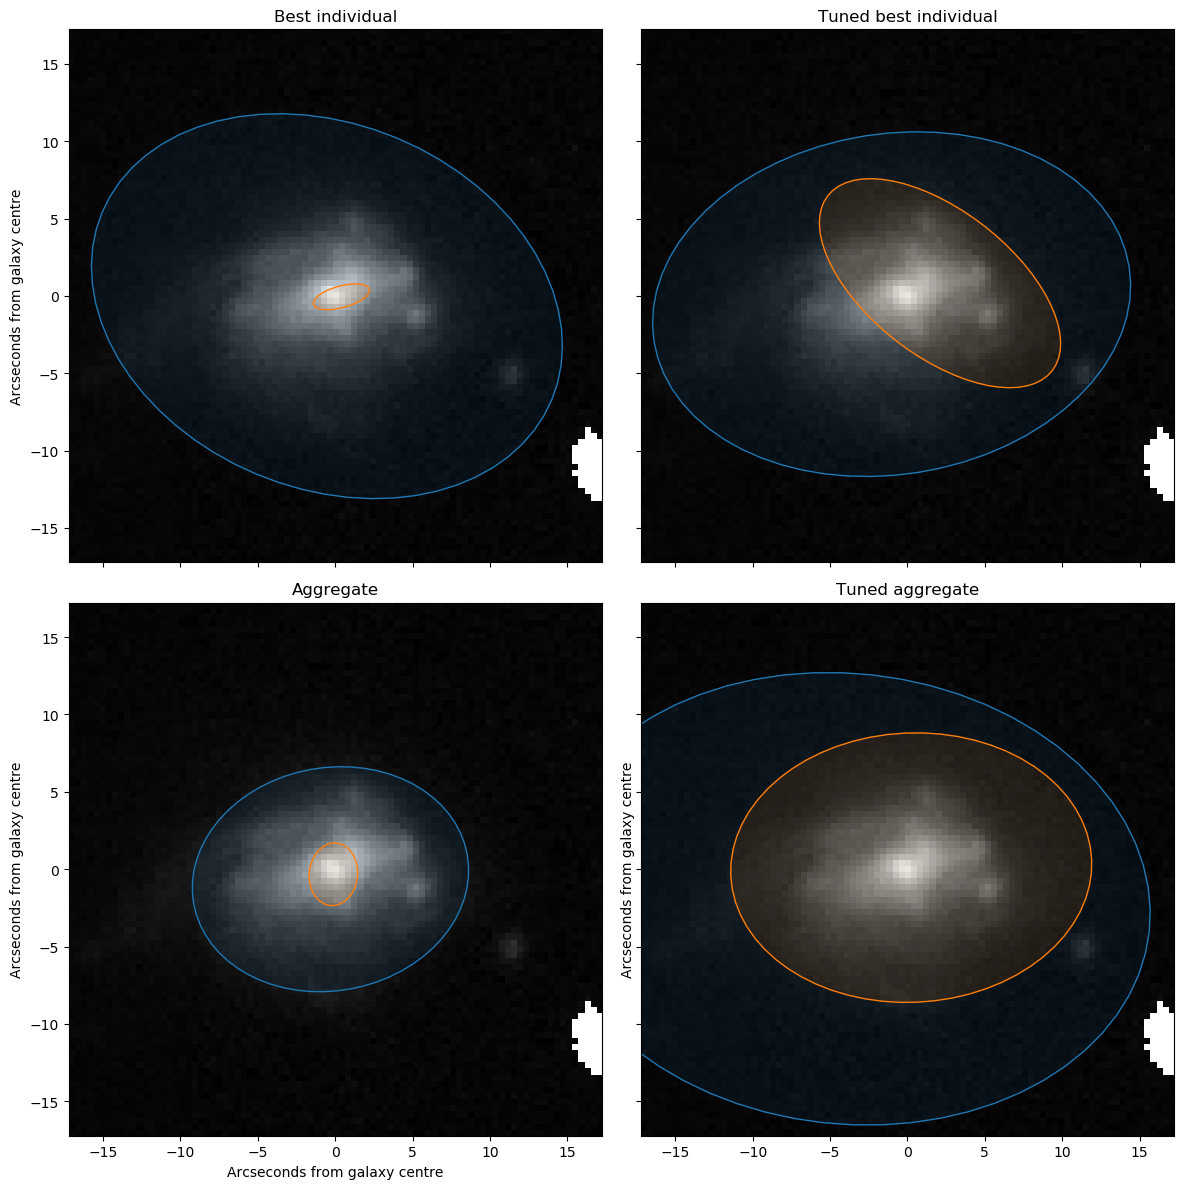 Best individual
Tuned best individual
15
10
5
0
−5
−10
−15
Arcseconds from galaxy centre
Aggregate
Tuned aggregate
15
10
5
0
−5
−10
−15
Arcseconds from galaxy centre
Arcseconds from galaxy centre
−15 −10 −5 0 5 10 15
−15 −10 −5 0 5 10 15
Arcseconds from galaxy centre